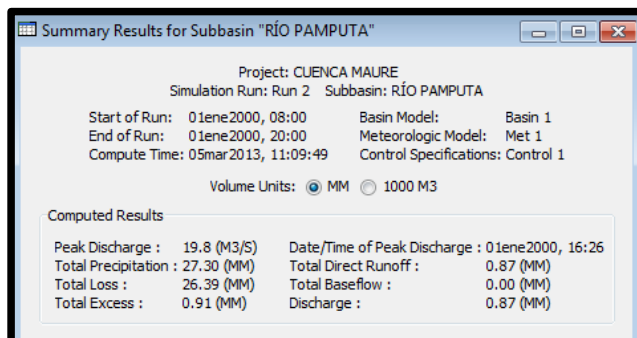 Summary Results for Subbasin "RÍO PAMPUTA"
Project: CUENCA MAURE
Simulation Run: Run 2 Subbasin: RÍO PAMPUTA
Start of Run: 01ene2000, 08:00 Basin Model: Basin 1
End of Run: 01ene2000, 20:00 Meteorologic Model: Met 1
Compute Time: 05mar2013, 11:09:49 Control Specifications: Control 1
Volume Units: MM 1000 M3
Computed Results
Peak Discharge : 19.8 (M3/S) Date/Time of Peak Discharge : 01ene2000, 16:26
Total Precipitation : 27.30 (MM) Total Direct Runoff : 0.87 (MM)
Total Loss : 26.39 (MM) Total Baseflow : 0.00 (MM)
Total Excess : 0.91 (MM) Discharge : 0.87 (MM)